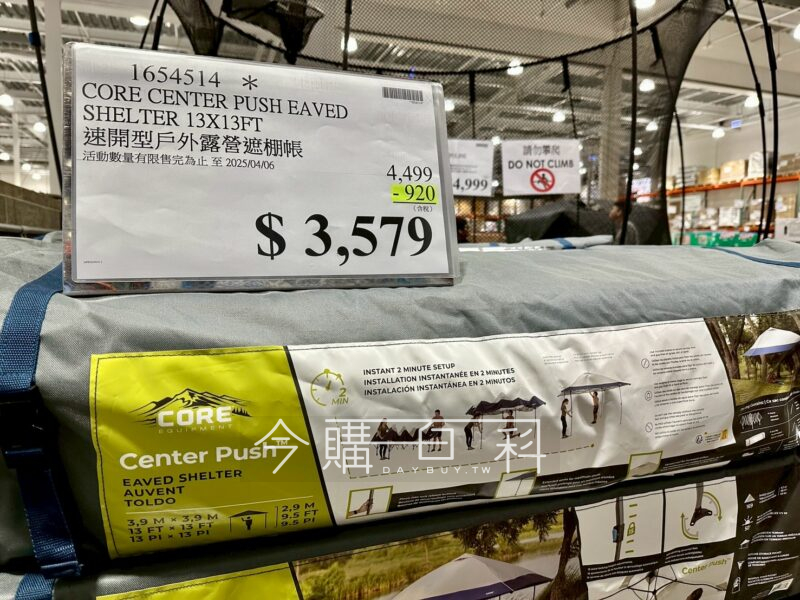 1654514 *
CORE CENTER PUSH EAVED
SHELTER 13X13FT
速開型戶外露營遮棚帳
活動數量有限售完為止 至 2025/04/06
4,499
- 920
(含稅)
$ 3,579
4,999
請勿攀爬
DO NOT CLIMB
CORE
EQUIPMENT
Center Push™
EAVED SHELTER
AUVENT
TOLDO
3,9 M × 3,9 M
13 FT × 13 FT
13 PI × 13 PI
2,9 M
9.5 FT
9.5 PI
2
MIN
INSTANT 2 MINUTE SETUP
INSTALLATION INSTANTANÉE EN 2 MINUTES
INSTALACIÓN INSTANTÁNEA EN 2 MINUTOS
今購百科
DAYBUY.TW
Center Push™